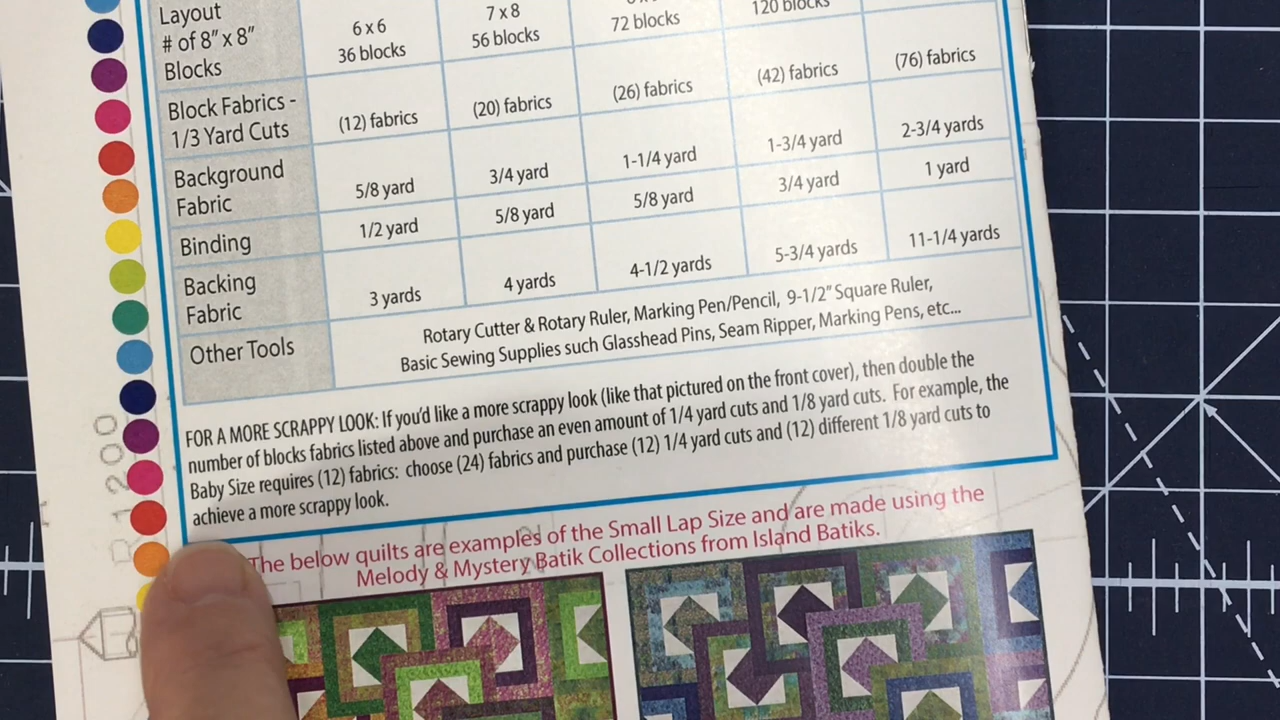 Layout
# of 8" x 8"
Blocks
6 x 6
36 blocks
7 x 8
56 blocks
72 blocks
120 blocks
Block Fabrics -
1/3 Yard Cuts
(12) fabrics
(20) fabrics
(26) fabrics
(42) fabrics
(76) fabrics
Background
Fabric
5/8 yard
3/4 yard
1-1/4 yard
1-3/4 yard
2-3/4 yards
Binding
1/2 yard
5/8 yard
5/8 yard
3/4 yard
1 yard
Backing
Fabric
3 yards
4 yards
4-1/2 yards
5-3/4 yards
11-1/4 yards
Other Tools
Rotary Cutter & Rotary Ruler, Marking Pen/Pencil, 9-1/2" Square Ruler,
Basic Sewing Supplies such Glasshead Pins, Seam Ripper, Marking Pens, etc...
FOR A MORE SCRAPPY LOOK: If you'd like a more scrappy look (like that pictured on the front cover), then double the
number of blocks fabrics listed above and purchase an even amount of 1/4 yard cuts and 1/8 yard cuts. For example, the
Baby Size requires (12) fabrics: choose (24) fabrics and purchase (12) 1/4 yard cuts and (12) different 1/8 yard cuts to
achieve a more scrappy look.
The below quilts are examples of the Small Lap Size and are made using the
Melody & Mystery Batik Collections from Island Batiks.